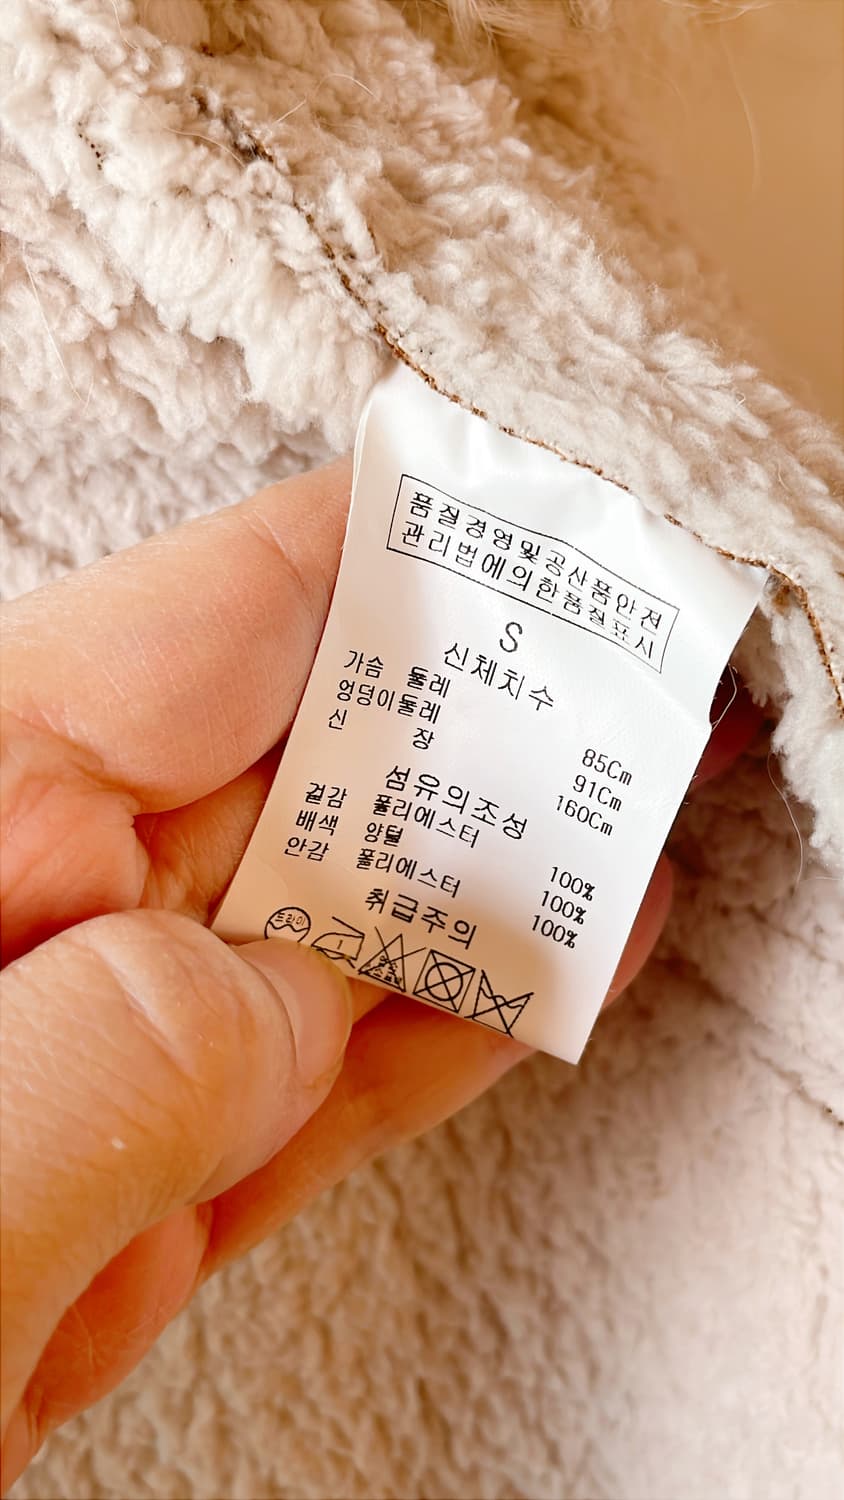 품질경영및공산품안전
관리법에의한품질표시
S
신체치수
가슴 둘레 85Cm
엉덩이둘레 91Cm
신 장 160Cm
섬유의조성
겉감 폴리에스터 100%
배색 양털 100%
안감 폴리에스터 100%
취급주의
드라이